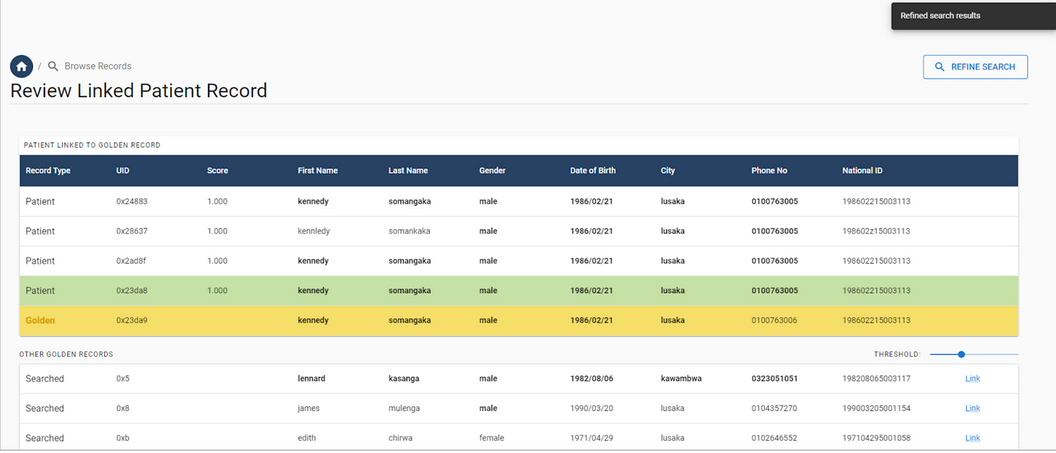 Refined search results
/ Browse Records
REFINE SEARCH
Review Linked Patient Record
PATIENT LINKED TO GOLDEN RECORD
Record Type UID Score First Name Last Name Gender Date of Birth City Phone No National ID
Patient 0x24883 1.000 kennedy somangaka male 1986/02/21 lusaka 0100763005 198602215003113
Patient 0x28637 1.000 kennledy somankaka male 1986/02/21 lusaka 0100763005 198602z15003113
Patient 0x2ad8f 1.000 kennedy somangaka male 1986/02/21 lusaka 0100763005 198602215003113
Patient 0x23da8 1.000 kennedy somangaka male 1986/02/21 lusaka 0100763005 198602215003113
Golden 0x23da9 kennedy somangaka male 1986/02/21 lusaka 0100763006 198602215003113
OTHER GOLDEN RECORDS THRESHOLD:
Searched 0x5 lennard kasanga male 1982/08/06 kawambwa 0323051051 198208065003117 Link
Searched 0x8 james mulenga male 1990/03/20 lusaka 0104357270 199003205001154 Link
Searched 0xb edith chirwa female 1971/04/29 lusaka 0102646552 197104295001058 Link